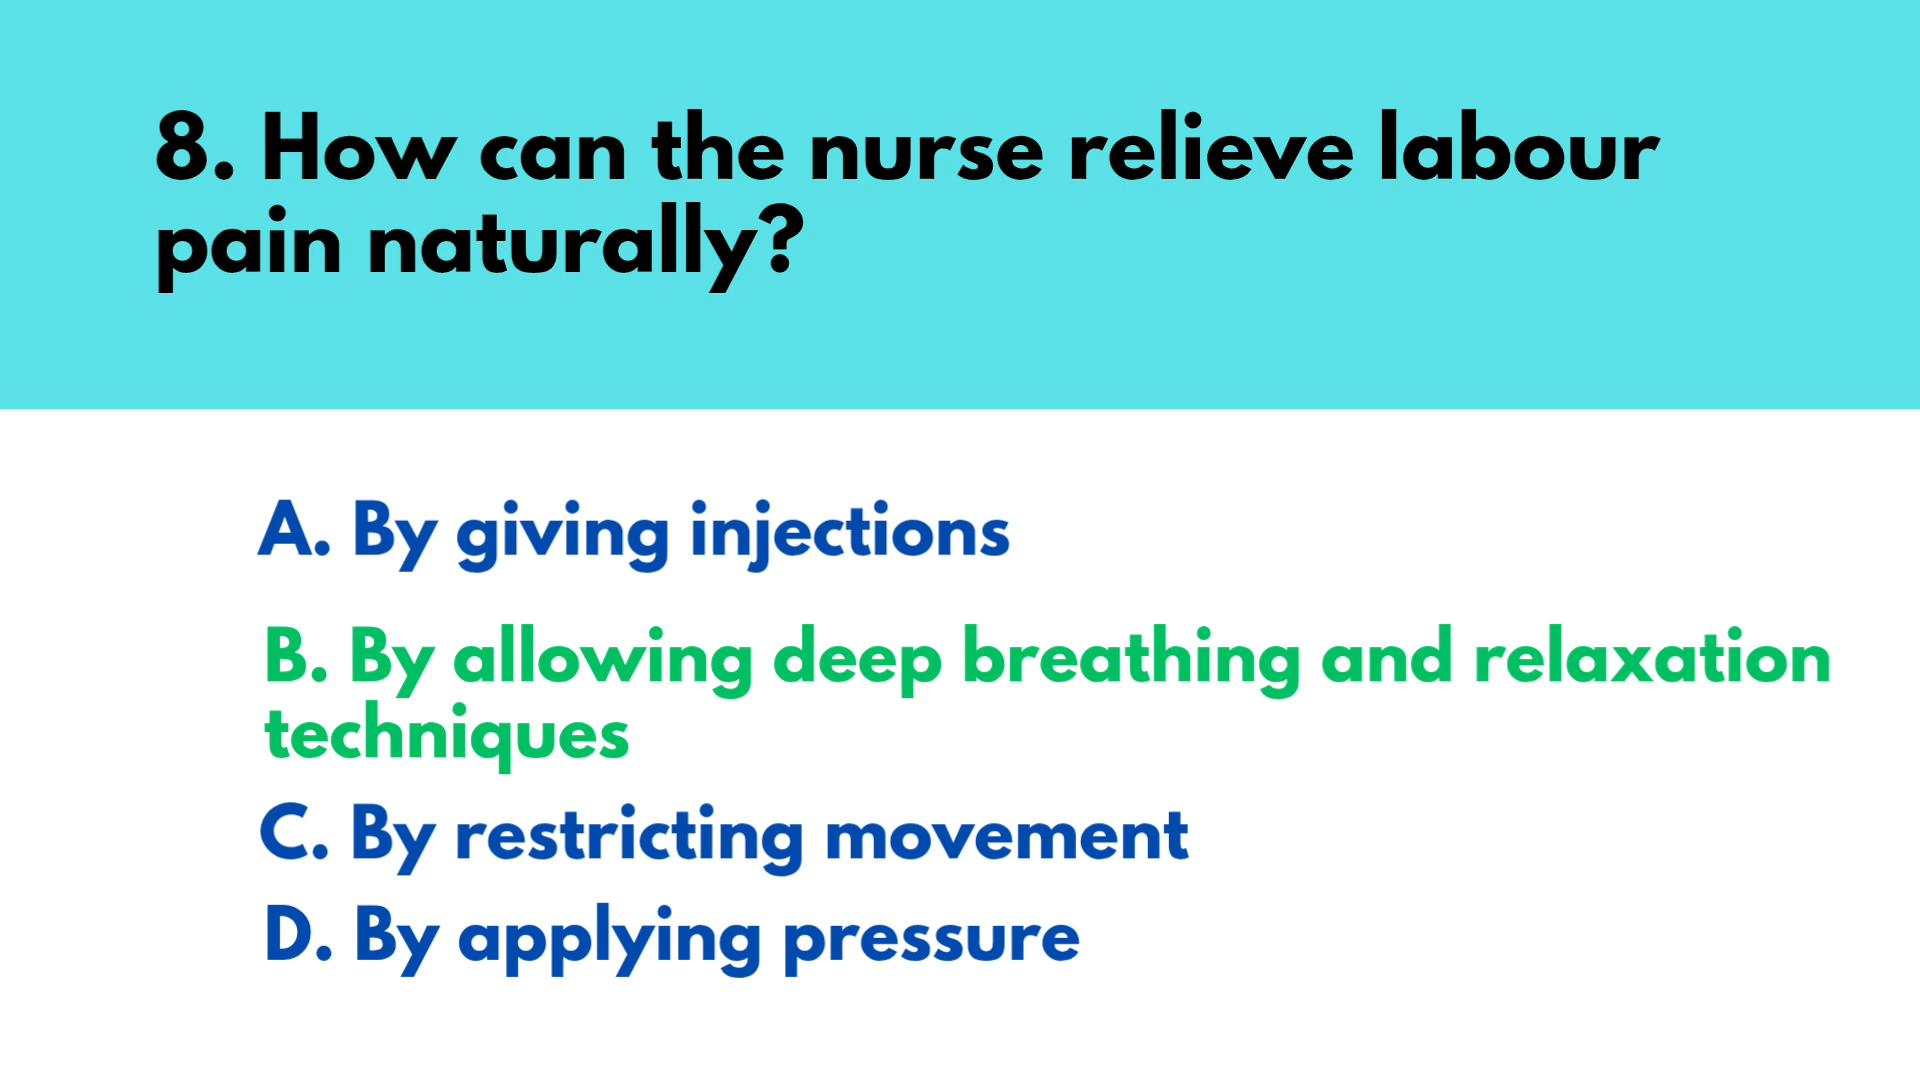 8. How can the nurse relieve labour
pain naturally?
A. By giving injections
B. By allowing deep breathing and relaxation
techniques
C. By restricting movement
D. By applying pressure